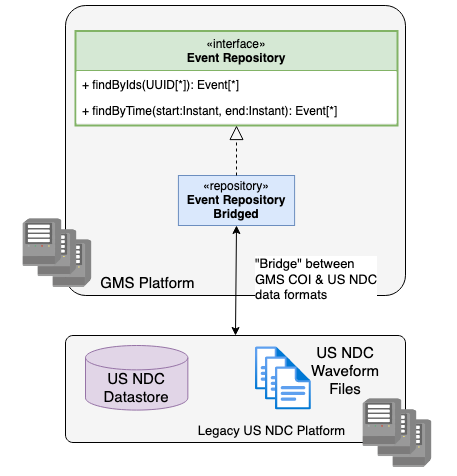 «interface»
Event Repository
+ findByIds(UUID[*]): Event[*]
+ findByTime(start:Instant, end:Instant): Event[*]
«repository»
Event Repository
Bridged
"Bridge" between
GMS COI & US NDC
data formats
GMS Platform
US NDC
Datastore
US NDC
Waveform
Files
Legacy US NDC Platform